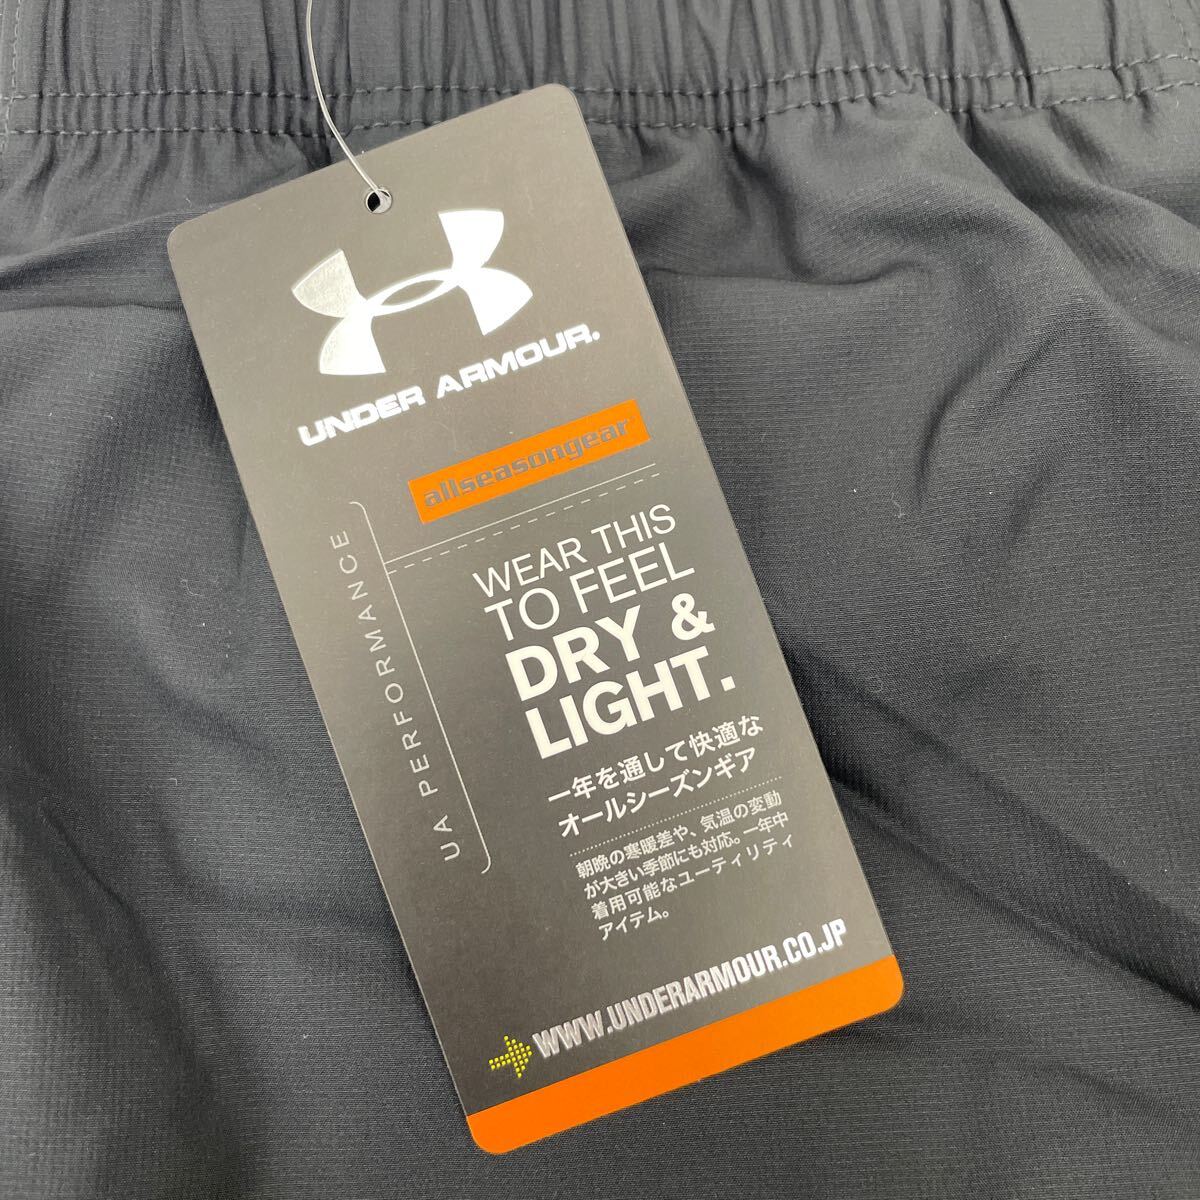 UNDER ARMOUR.
allseasongear
UA PERFORMANCE
WEAR THIS
TO FEEL
DRY &
LIGHT.
一年を通して快適な
オールシーズンギア
朝晩の寒暖差や、気温の変動
が大きい季節にも対応。一年中
着用可能なユーティリティ
アイテム。
WWW.UNDERARMOUR.CO.JP